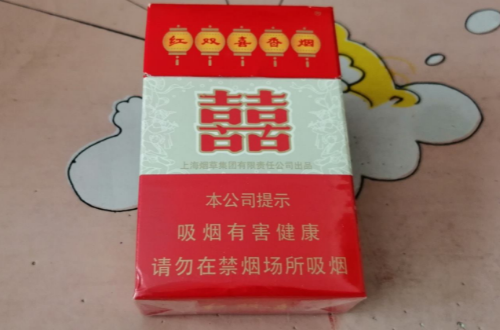 红双喜香烟
囍
上海烟草集团有限责任公司出品
本公司提示
吸烟有害健康
请勿在禁烟场所吸烟